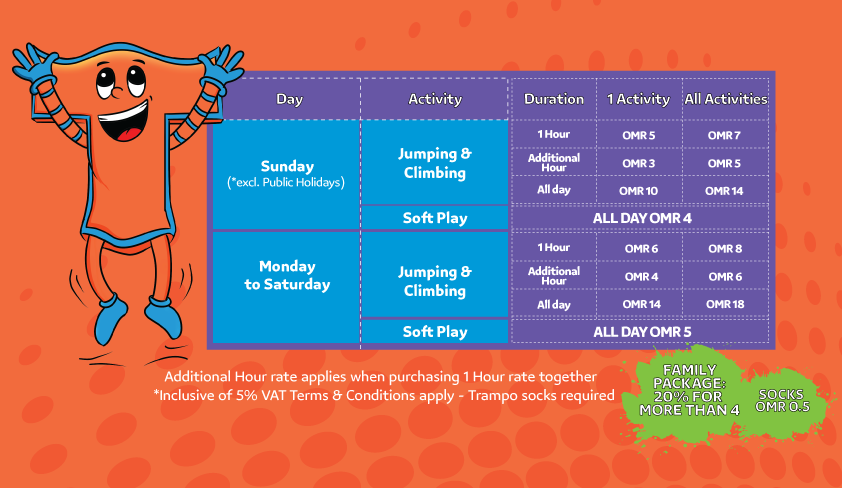 Day Activity Duration 1 Activity All Activities
Sunday
(*excl. Public Holidays)
Jumping &
Climbing
1 Hour OMR 5 OMR 7
Additional
Hour
OMR 3 OMR 5
All day OMR 10 OMR 14
Soft Play ALL DAY OMR 4
Monday
to Saturday
Jumping &
Climbing
1 Hour OMR 6 OMR 8
Additional
Hour
OMR 4 OMR 6
All day OMR 14 OMR 18
Soft Play ALL DAY OMR 5
Additional Hour rate applies when purchasing 1 Hour rate together
*Inclusive of 5% VAT Terms & Conditions apply - Trampo socks required
FAMILY
PACKAGE:
20% FOR
MORE THAN 4
SOCKS
OMR 0.5